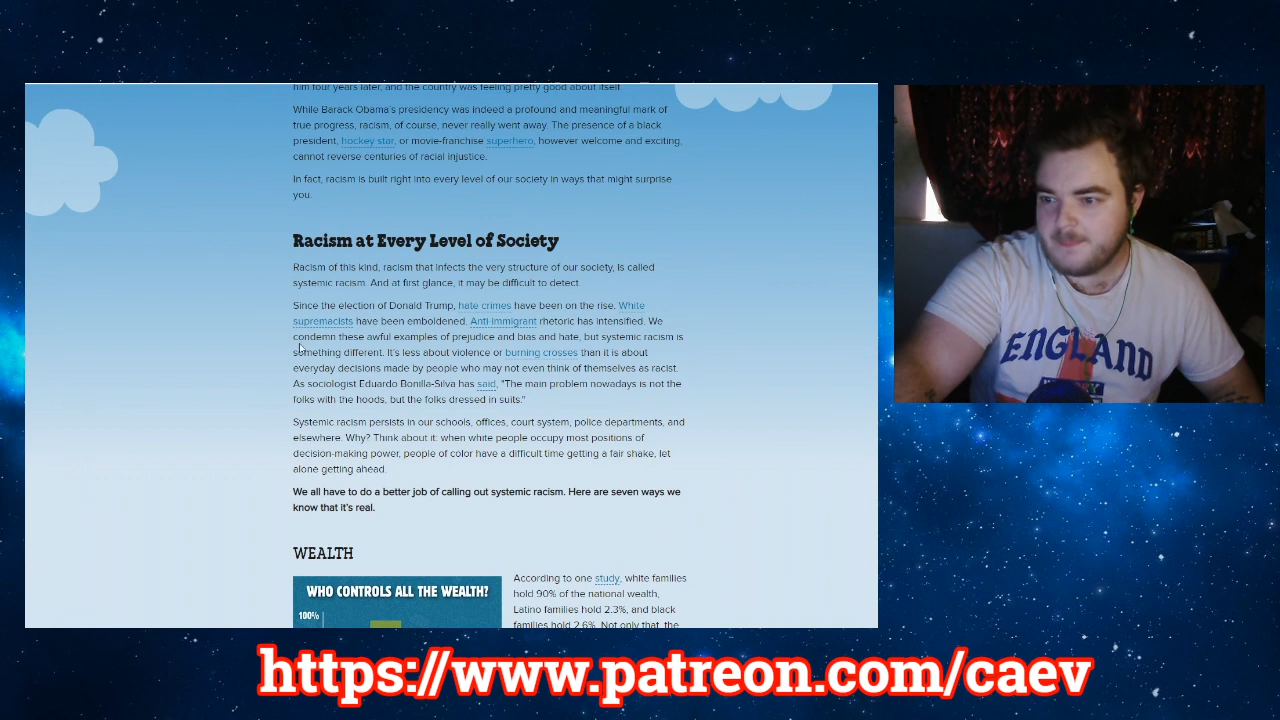 him four years later, and the country was feeling pretty good about itself.
While Barack Obama's presidency was indeed a profound and meaningful mark of
true progress, racism, of course, never really went away. The presence of a black
president, hockey star, or movie-franchise superhero, however welcome and exciting,
cannot reverse centuries of racial injustice.
In fact, racism is built right into every level of our society in ways that might surprise
you.
Racism at Every Level of Society
Racism of this kind, racism that infects the very structure of our society, is called
systemic racism. And at first glance, it may be difficult to detect.
Since the election of Donald Trump, hate crimes have been on the rise. White
supremacists have been emboldened. Anti-immigrant rhetoric has intensified. We
condemn these awful examples of prejudice and bias and hate, but systemic racism is
something different. It's less about violence or burning crosses than it is about
everyday decisions made by people who may not even think of themselves as racist.
As sociologist Eduardo Bonilla-Silva has said, "The main problem nowadays is not the
folks with the hoods, but the folks dressed in suits."
Systemic racism persists in our schools, offices, court system, police departments, and
elsewhere. Why? Think about it: when white people occupy most positions of
decision-making power, people of color have a difficult time getting a fair shake, let
alone getting ahead.
We all have to do a better job of calling out systemic racism. Here are seven ways we
know that it's real.
WEALTH
WHO CONTROLS ALL THE WEALTH?
100%
According to one study, white families
hold 90% of the national wealth,
Latino families hold 2.3%, and black
families hold 2.6%. Not only that, the
ENGLAND
https://www.patreon.com/caev